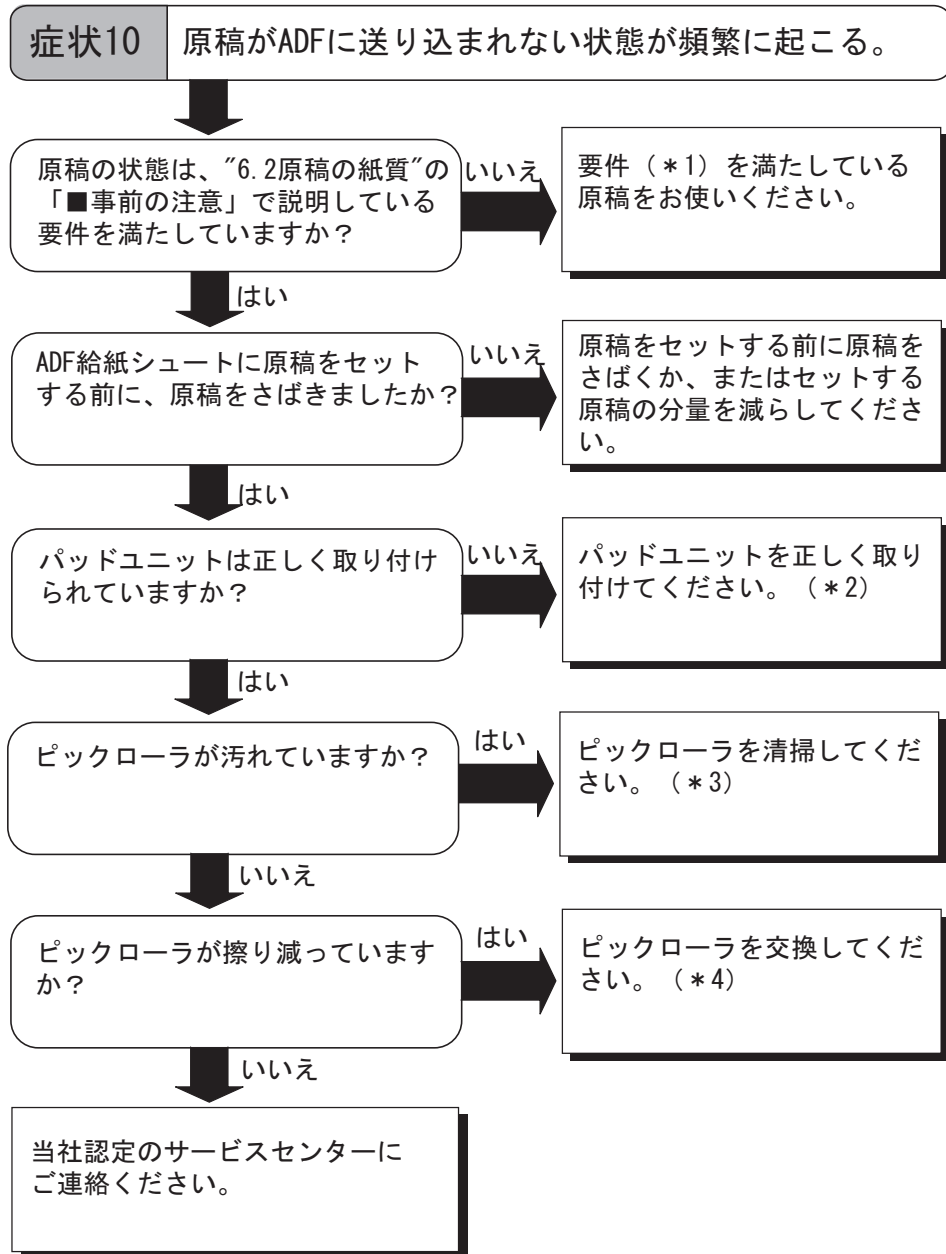 症状10 原稿がADFに送り込まれない状態が頻繁に起こる。
原稿の状態は、"6.2原稿の紙質"の
「■事前の注意」で説明している
要件を満たしていますか？
いいえ
要件（＊1）を満たしている
原稿をお使いください。
はい
ADF給紙シュートに原稿をセット
する前に、原稿をさばきましたか？
いいえ
原稿をセットする前に原稿を
さばくか、またはセットする
原稿の分量を減らしてくださ
い。
はい
パッドユニットは正しく取り付け
られていますか？
いいえ
パッドユニットを正しく取り
付けてください。（＊2）
はい
ピックローラが汚れていますか？
はい
ピックローラを清掃してくだ
さい。（＊3）
いいえ
ピックローラが擦り減っています
か？
はい
ピックローラを交換してくだ
さい。（＊4）
いいえ
当社認定のサービスセンターに
ご連絡ください。